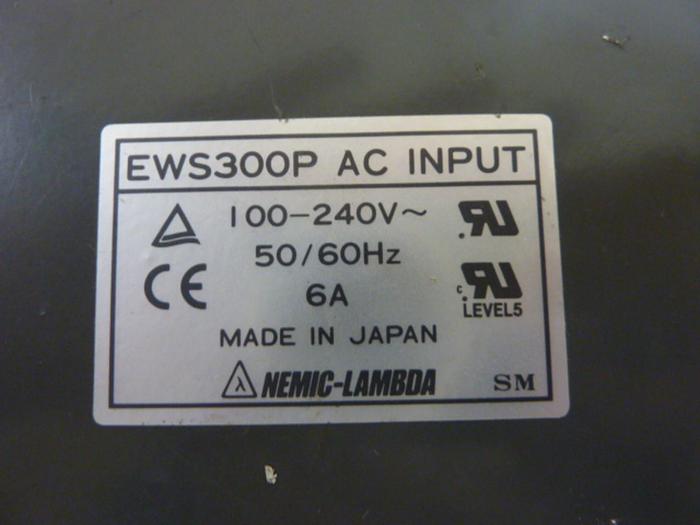 EWS300P AC INPUT
100-240V~
50/60Hz
CE
6A
c
LEVEL5
MADE IN JAPAN
λ NEMIC-LAMBDA
SM